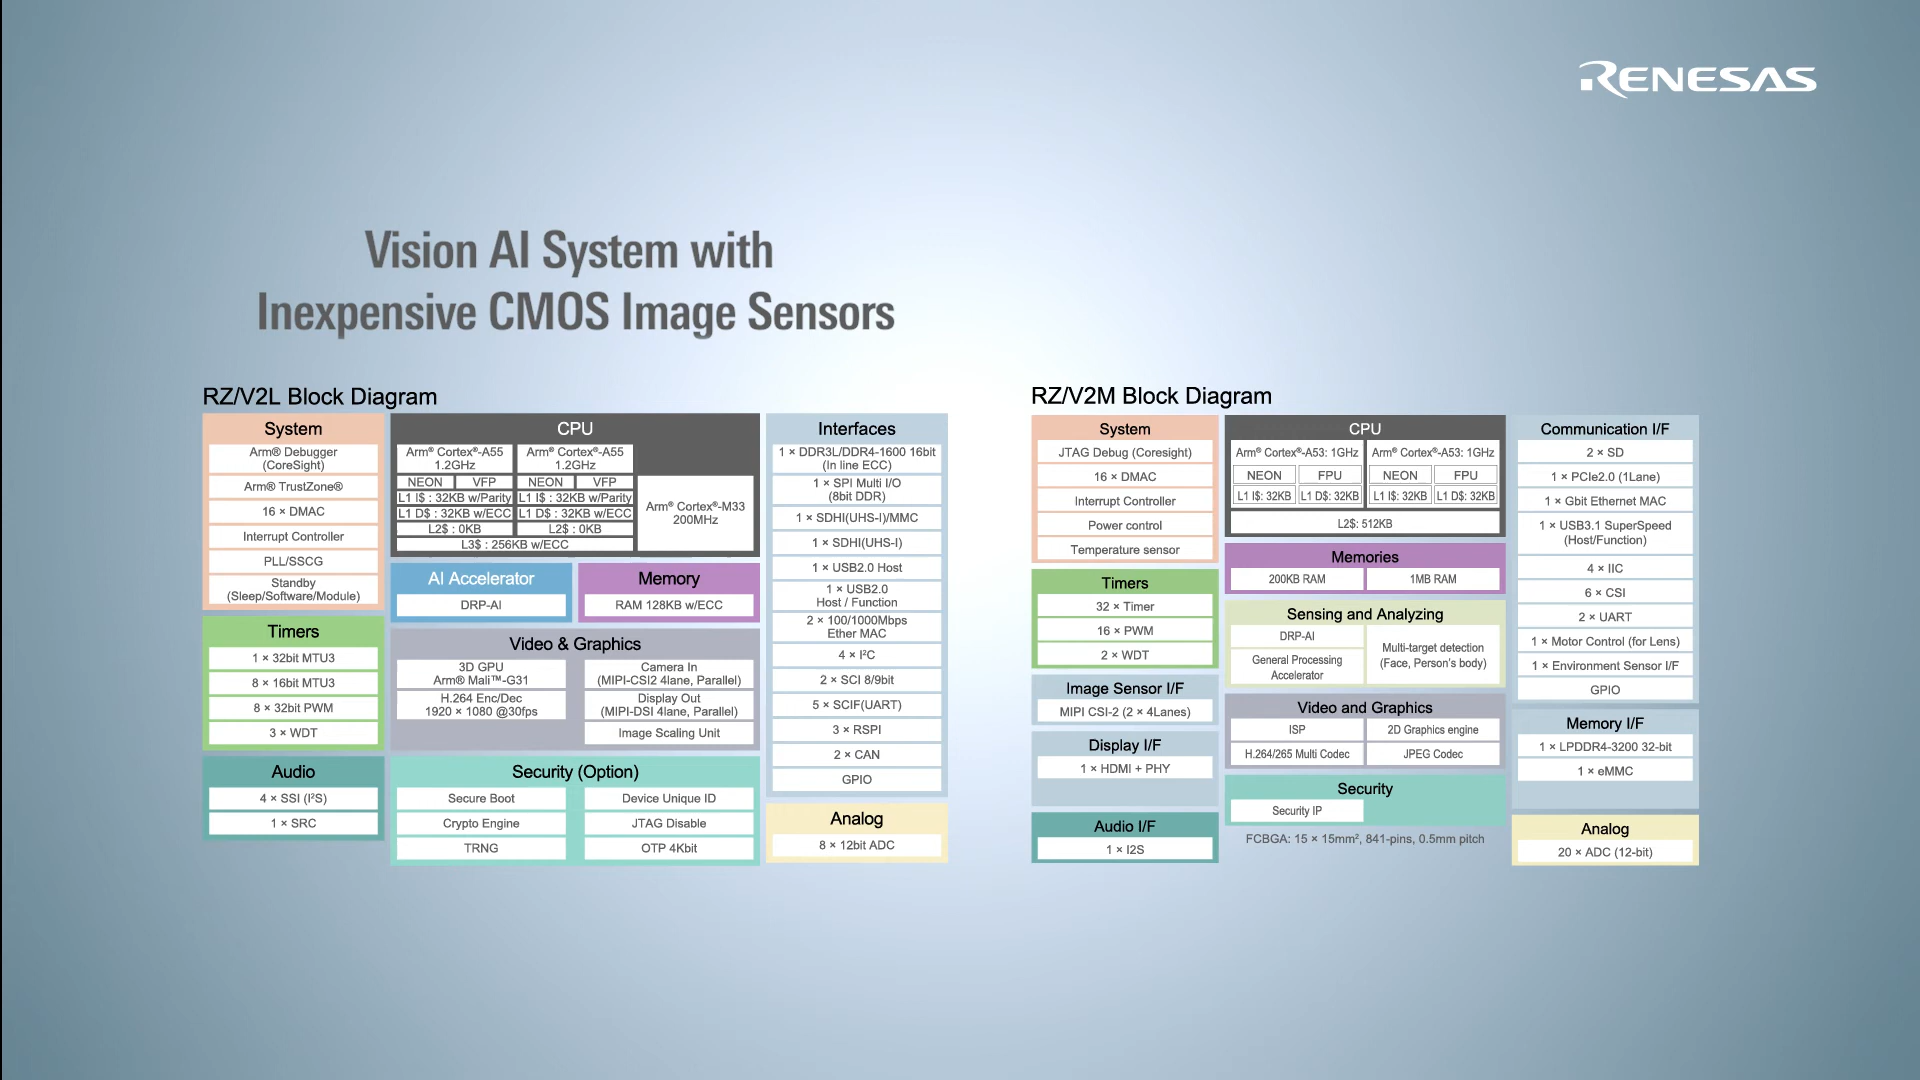 RENESAS
Vision AI System with
Inexpensive CMOS Image Sensors
RZ/V2L Block Diagram
System
Arm® Debugger
(CoreSight)
Arm® TrustZone®
16 × DMAC
Interrupt Controller
PLL/SSCG
Standby
(Sleep/Software/Module)
Timers
1 × 32bit MTU3
8 × 16bit MTU3
8 × 32bit PWM
3 × WDT
Audio
4 × SSI (I²S)
1 × SRC
CPU
Arm® Cortex®-A55
1.2GHz
NEON
VFP
L1 I$ : 32KB w/Parity
L1 D$ : 32KB w/ECC
L2$ : 0KB
Arm® Cortex®-A55
1.2GHz
NEON
VFP
L1 I$ : 32KB w/Parity
L1 D$ : 32KB w/ECC
L2$ : 0KB
L3$ : 256KB w/ECC
Arm® Cortex®-M33
200MHz
AI Accelerator
DRP-AI
Memory
RAM 128KB w/ECC
Video & Graphics
3D GPU
Arm® Mali™-G31
H.264 Enc/Dec
1920 × 1080 @30fps
Camera In
(MIPI-CSI2 4lane, Parallel)
Display Out
(MIPI-DSI 4lane, Parallel)
Image Scaling Unit
Security (Option)
Secure Boot
Crypto Engine
TRNG
Device Unique ID
JTAG Disable
OTP 4Kbit
Interfaces
1 × DDR3L/DDR4-1600 16bit
(In line ECC)
1 × SPI Multi I/O
(8bit DDR)
1 × SDHI(UHS-I)/MMC
1 × SDHI(UHS-I)
1 × USB2.0 Host
1 × USB2.0
Host / Function
2 × 100/1000Mbps
Ether MAC
4 × I²C
2 × SCI 8/9bit
5 × SCIF(UART)
3 × RSPI
2 × CAN
GPIO
Analog
8 × 12bit ADC
RZ/V2M Block Diagram
System
JTAG Debug (Coresight)
16 × DMAC
Interrupt Controller
Power control
Temperature sensor
Timers
32 × Timer
16 × PWM
2 × WDT
Image Sensor I/F
MIPI CSI-2 (2 × 4Lanes)
Display I/F
1 × HDMI + PHY
Audio I/F
1 × I2S
CPU
Arm® Cortex®-A53: 1GHz
NEON
FPU
L1 I$: 32KB
L1 D$: 32KB
Arm® Cortex®-A53: 1GHz
NEON
FPU
L1 I$: 32KB
L1 D$: 32KB
L2$: 512KB
Memories
200KB RAM
1MB RAM
Sensing and Analyzing
DRP-AI
General Processing
Accelerator
Multi-target detection
(Face, Person's body)
Video and Graphics
ISP
2D Graphics engine
H.264/265 Multi Codec
JPEG Codec
Security
Security IP
FCBGA: 15 × 15mm², 841-pins, 0.5mm pitch
Communication I/F
2 × SD
1 × PCIe2.0 (1Lane)
1 × Gbit Ethernet MAC
1 × USB3.1 SuperSpeed
(Host/Function)
4 × IIC
6 × CSI
2 × UART
1 × Motor Control (for Lens)
1 × Environment Sensor I/F
GPIO
Memory I/F
1 × LPDDR4-3200 32-bit
1 × eMMC
Analog
20 × ADC (12-bit)